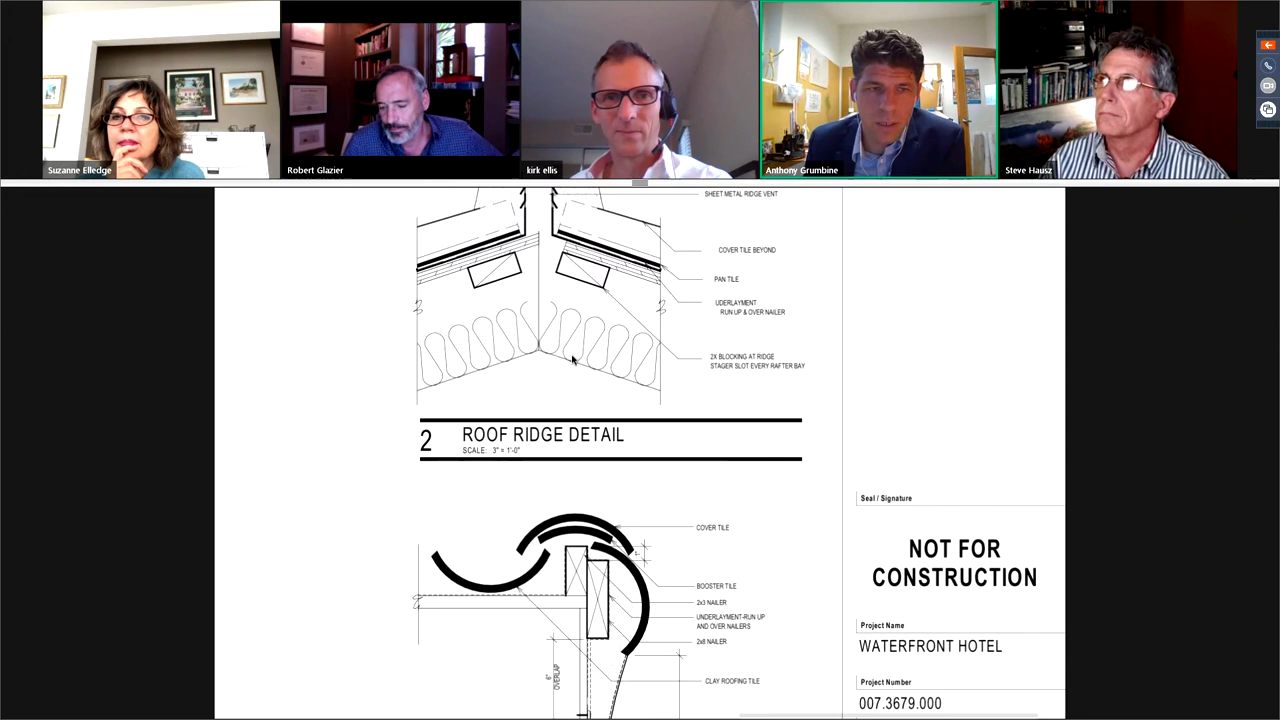 Suzanne Elledge
Robert Glazier
kirk ellis
Anthony Grumbine
Steve Hausz
SHEET METAL RIDGE VENT
COVER TILE BEYOND
PAN TILE
UDERLAYMENT
RUN UP & OVER NAILER
2X BLOCKING AT RIDGE
STAGER SLOT EVERY RAFTER BAY
2 ROOF RIDGE DETAIL
SCALE: 3" = 1'-0"
COVER TILE
1"
BOOSTER TILE
2x3 NAILER
UNDERLAYMENT-RUN UP
AND OVER NAILERS
2x8 NAILER
6"
OVERLAP
CLAY ROOFING TILE
Seal / Signature
NOT FOR
CONSTRUCTION
Project Name
WATERFRONT HOTEL
Project Number
007.3679.000